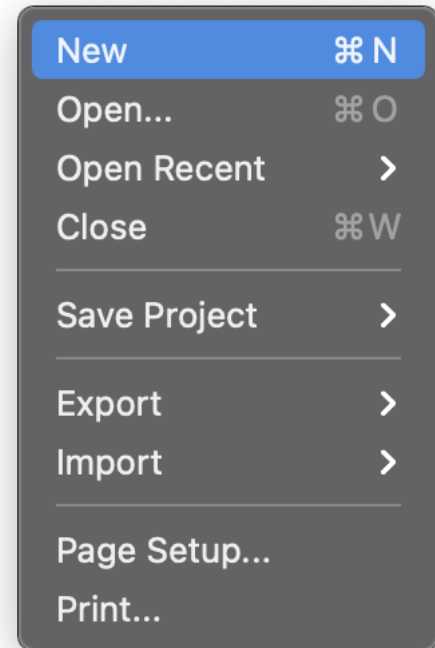 New ⌘ N
Open... ⌘ O
Open Recent
Close ⌘ W
Save Project
Export
Import
Page Setup...
Print...